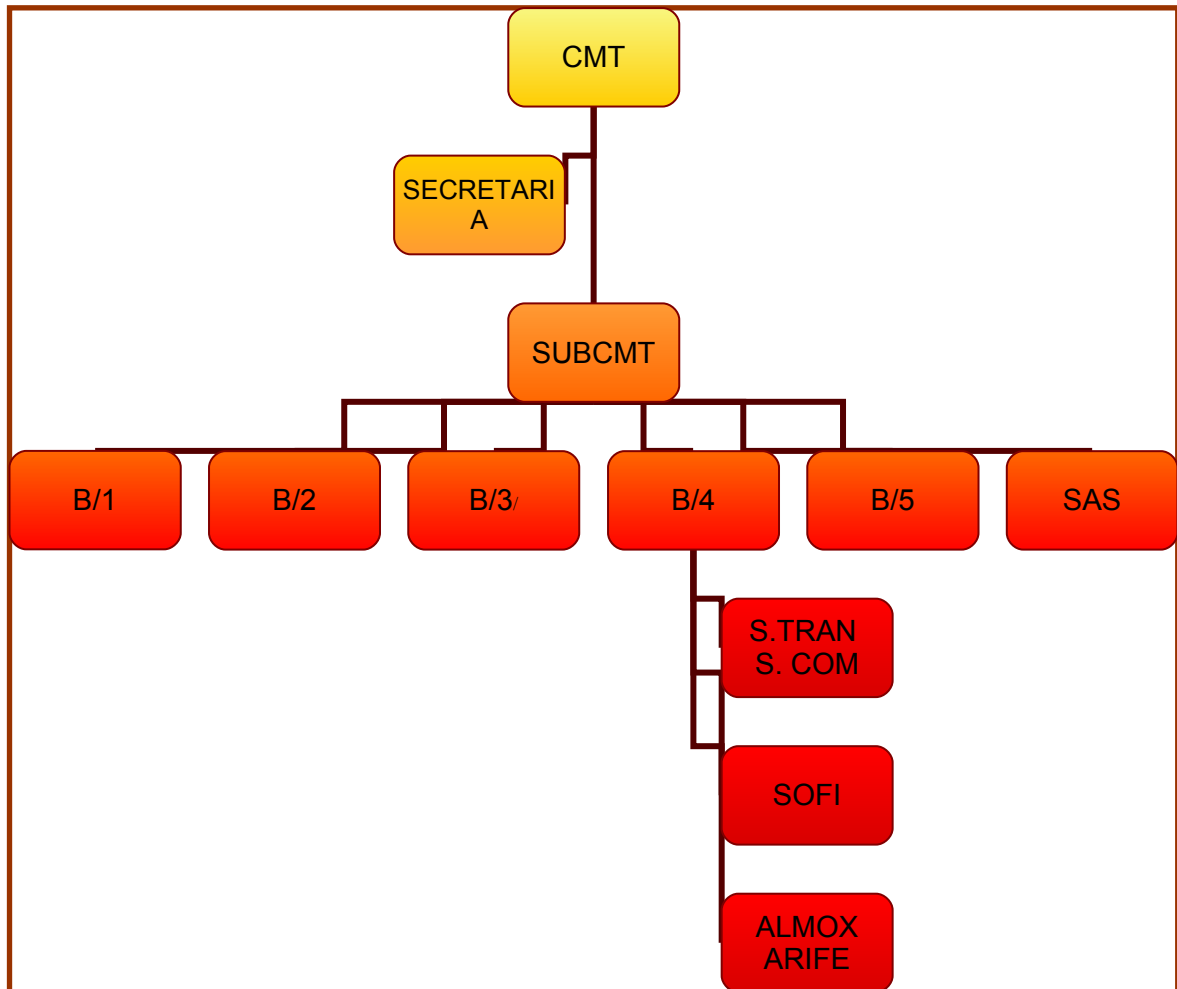 CMT
SECRETARI
A
SUBCMT
B/1
B/2
B/3/
B/4
B/5
SAS
S.TRAN
S. COM
SOFI
ALMOX
ARIFE